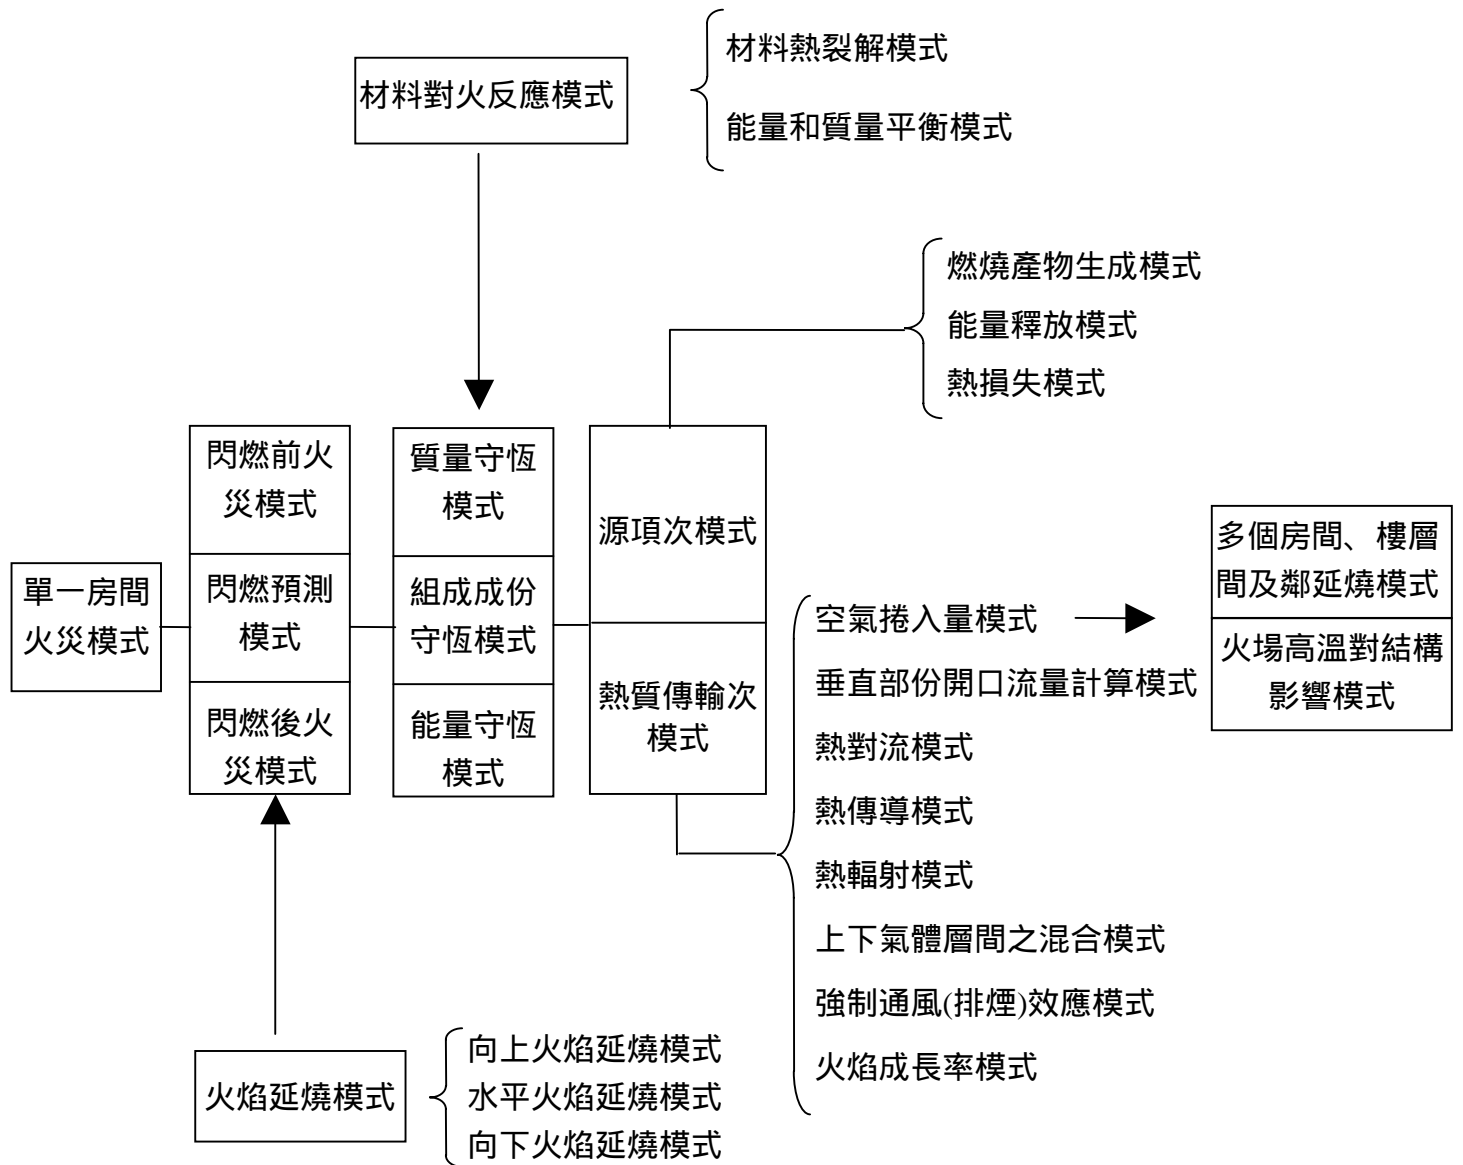 材料熱裂解模式
材料對火反應模式
能量和質量平衡模式
燃燒產物生成模式
能量釋放模式
熱損失模式
閃燃前火
災模式
質量守恆
模式
源項次模式
單一房間
火災模式
閃燃預測
模式
組成成份
守恆模式
閃燃後火
災模式
能量守恆
模式
熱質傳輸次
模式
空氣捲入量模式
垂直部份開口流量計算模式
熱對流模式
熱傳導模式
熱輻射模式
上下氣體層間之混合模式
強制通風(排煙)效應模式
火焰成長率模式
多個房間、樓層
間及鄰延燒模式
火場高溫對結構
影響模式
火焰延燒模式
向上火焰延燒模式
水平火焰延燒模式
向下火焰延燒模式